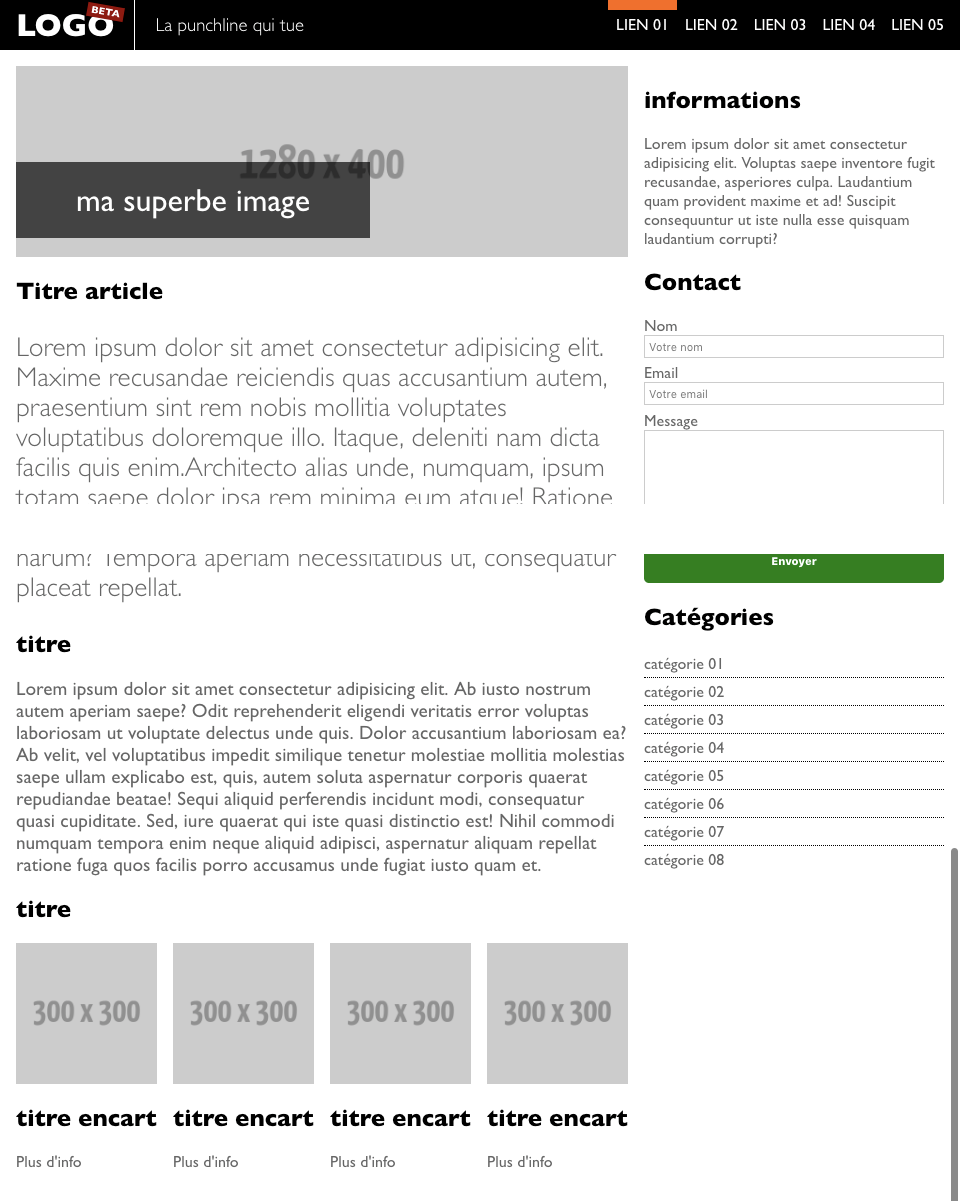 LOGO
BETA
La punchline qui tue
LIEN 01 LIEN 02 LIEN 03 LIEN 04 LIEN 05
1280 x 400
ma superbe image
Titre article
Lorem ipsum dolor sit amet consectetur adipisicing elit.
Maxime recusandae reiciendis quas accusantium autem,
praesentium sint rem nobis mollitia voluptates
voluptatibus doloremque illo. Itaque, deleniti nam dicta
facilis quis enim.Architecto alias unde, numquam, ipsum
totam saepe dolor ipsa rem minima eum atque! Ratione
harum? Tempora aperiam necessitatibus ut, consequatur
placeat repellat.
titre
Lorem ipsum dolor sit amet consectetur adipisicing elit. Ab iusto nostrum
autem aperiam saepe? Odit reprehenderit eligendi veritatis error voluptas
laboriosam ut voluptate delectus unde quis. Dolor accusantium laboriosam ea?
Ab velit, vel voluptatibus impedit similique tenetur molestiae mollitia molestias
saepe ullam explicabo est, quis, autem soluta aspernatur corporis quaerat
repudiandae beatae! Sequi aliquid perferendis incidunt modi, consequatur
quasi cupiditate. Sed, iure quaerat qui iste quasi distinctio est! Nihil commodi
numquam tempora enim neque aliquid adipisci, aspernatur aliquam repellat
ratione fuga quos facilis porro accusamus unde fugiat iusto quam et.
titre
300 x 300 300 x 300 300 x 300 300 x 300
titre encart titre encart titre encart titre encart
Plus d'info Plus d'info Plus d'info Plus d'info
informations
Lorem ipsum dolor sit amet consectetur
adipisicing elit. Voluptas saepe inventore fugit
recusandae, asperiores culpa. Laudantium
quam provident maxime et ad! Suscipit
consequuntur ut iste nulla esse quisquam
laudantium corrupti?
Contact
Nom
Votre nom
Email
Votre email
Message
Envoyer
Catégories
catégorie 01
catégorie 02
catégorie 03
catégorie 04
catégorie 05
catégorie 06
catégorie 07
catégorie 08